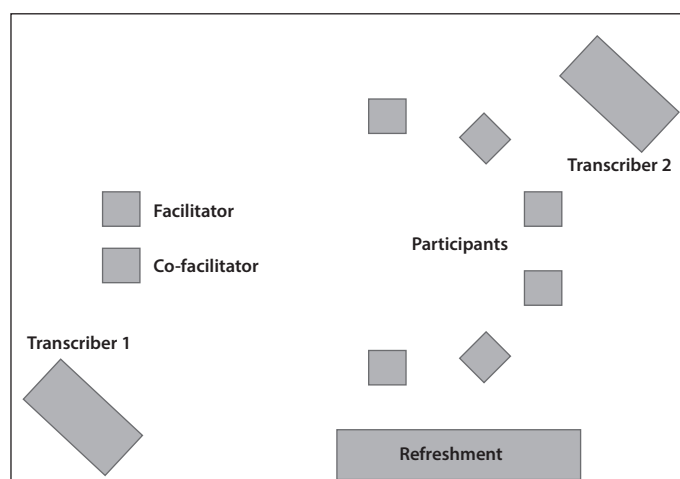 Transcriber 2
Facilitator
Participants
Co-facilitator
Transcriber 1
Refreshment